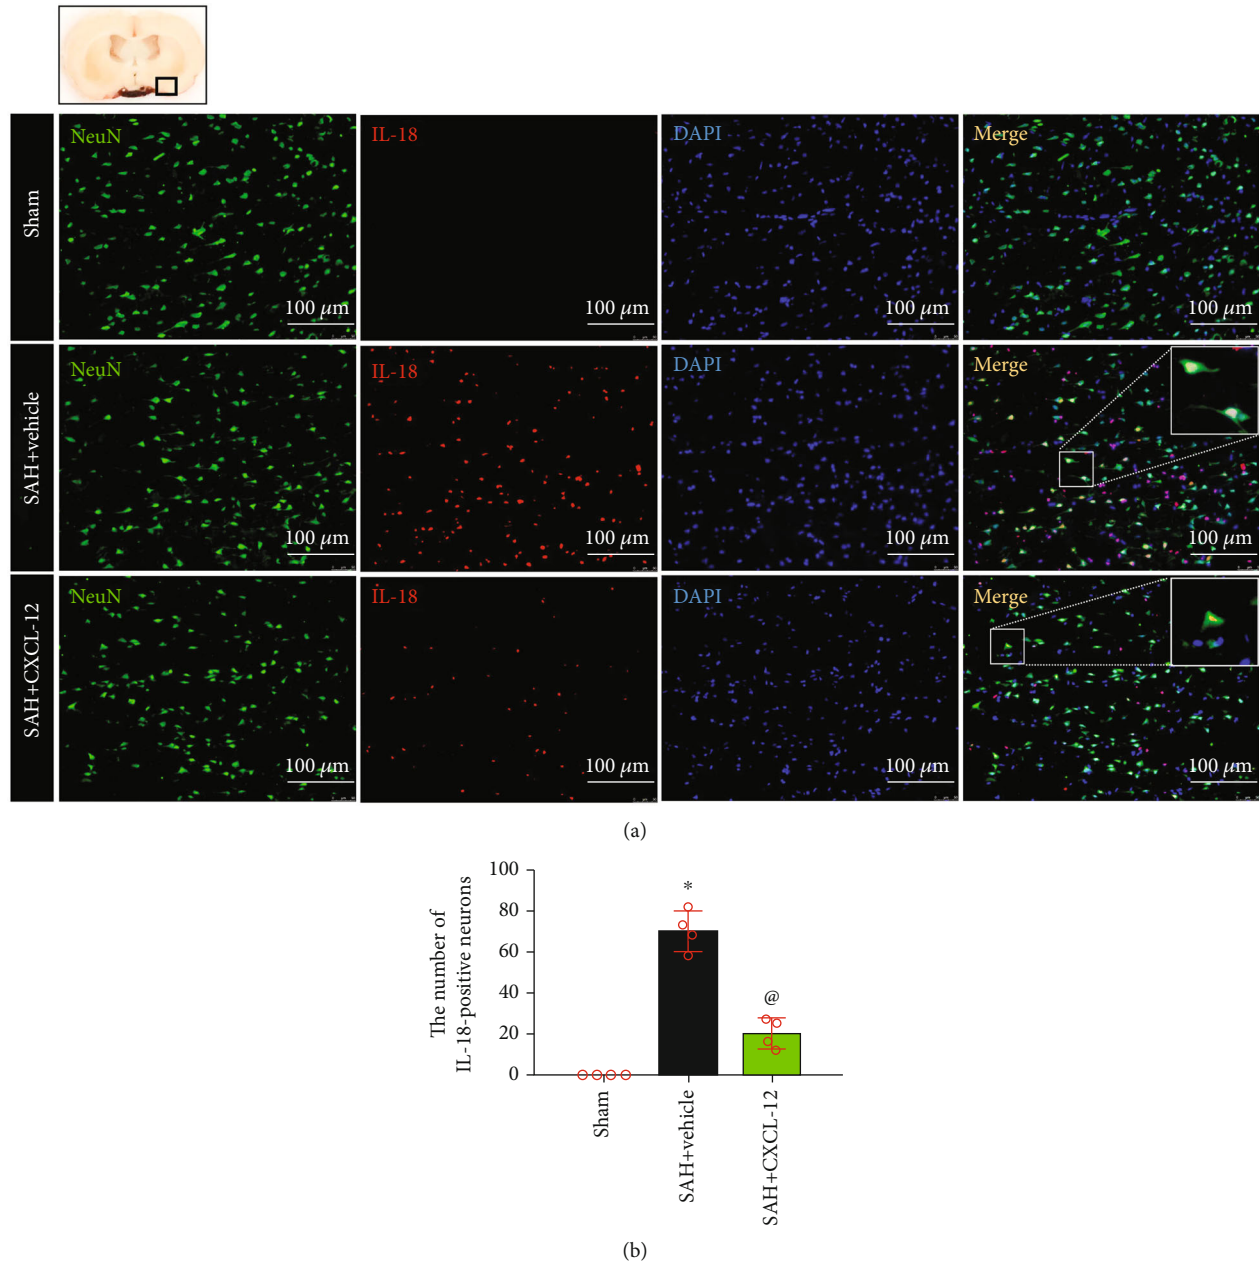 Sham
NeuN
IL-18
DAPI
Merge
100 μm
100 μm
100 μm
100 μm
SAH+vehicle
NeuN
IL-18
DAPI
Merge
100 μm
100 μm
100 μm
100 μm
SAH+CXCL-12
NeuN
IL-18
DAPI
Merge
100 μm
100 μm
100 μm
100 μm
(a)
The number of
IL-18-positive neurons
100
80
60
40
20
0
*
@
Sham
SAH+vehicle
SAH+CXCL-12
(b)